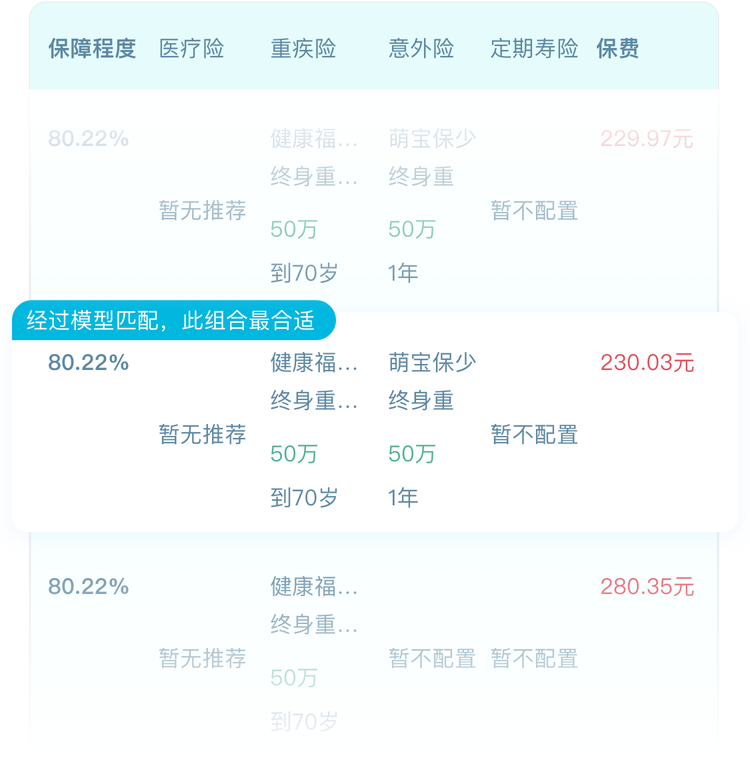 保障程度 医疗险 重疾险 意外险 定期寿险 保费
80.22% 健康福... 萌宝保少 229.97元
终身重... 终身重
暂无推荐 暂不配置
50万 50万
到70岁 1年
经过模型匹配，此组合最合适
80.22% 健康福... 萌宝保少 230.03元
终身重... 终身重
暂无推荐 暂不配置
50万 50万
到70岁 1年
80.22% 健康福... 280.35元
终身重...
暂无推荐 暂不配置 暂不配置
50万
到70岁